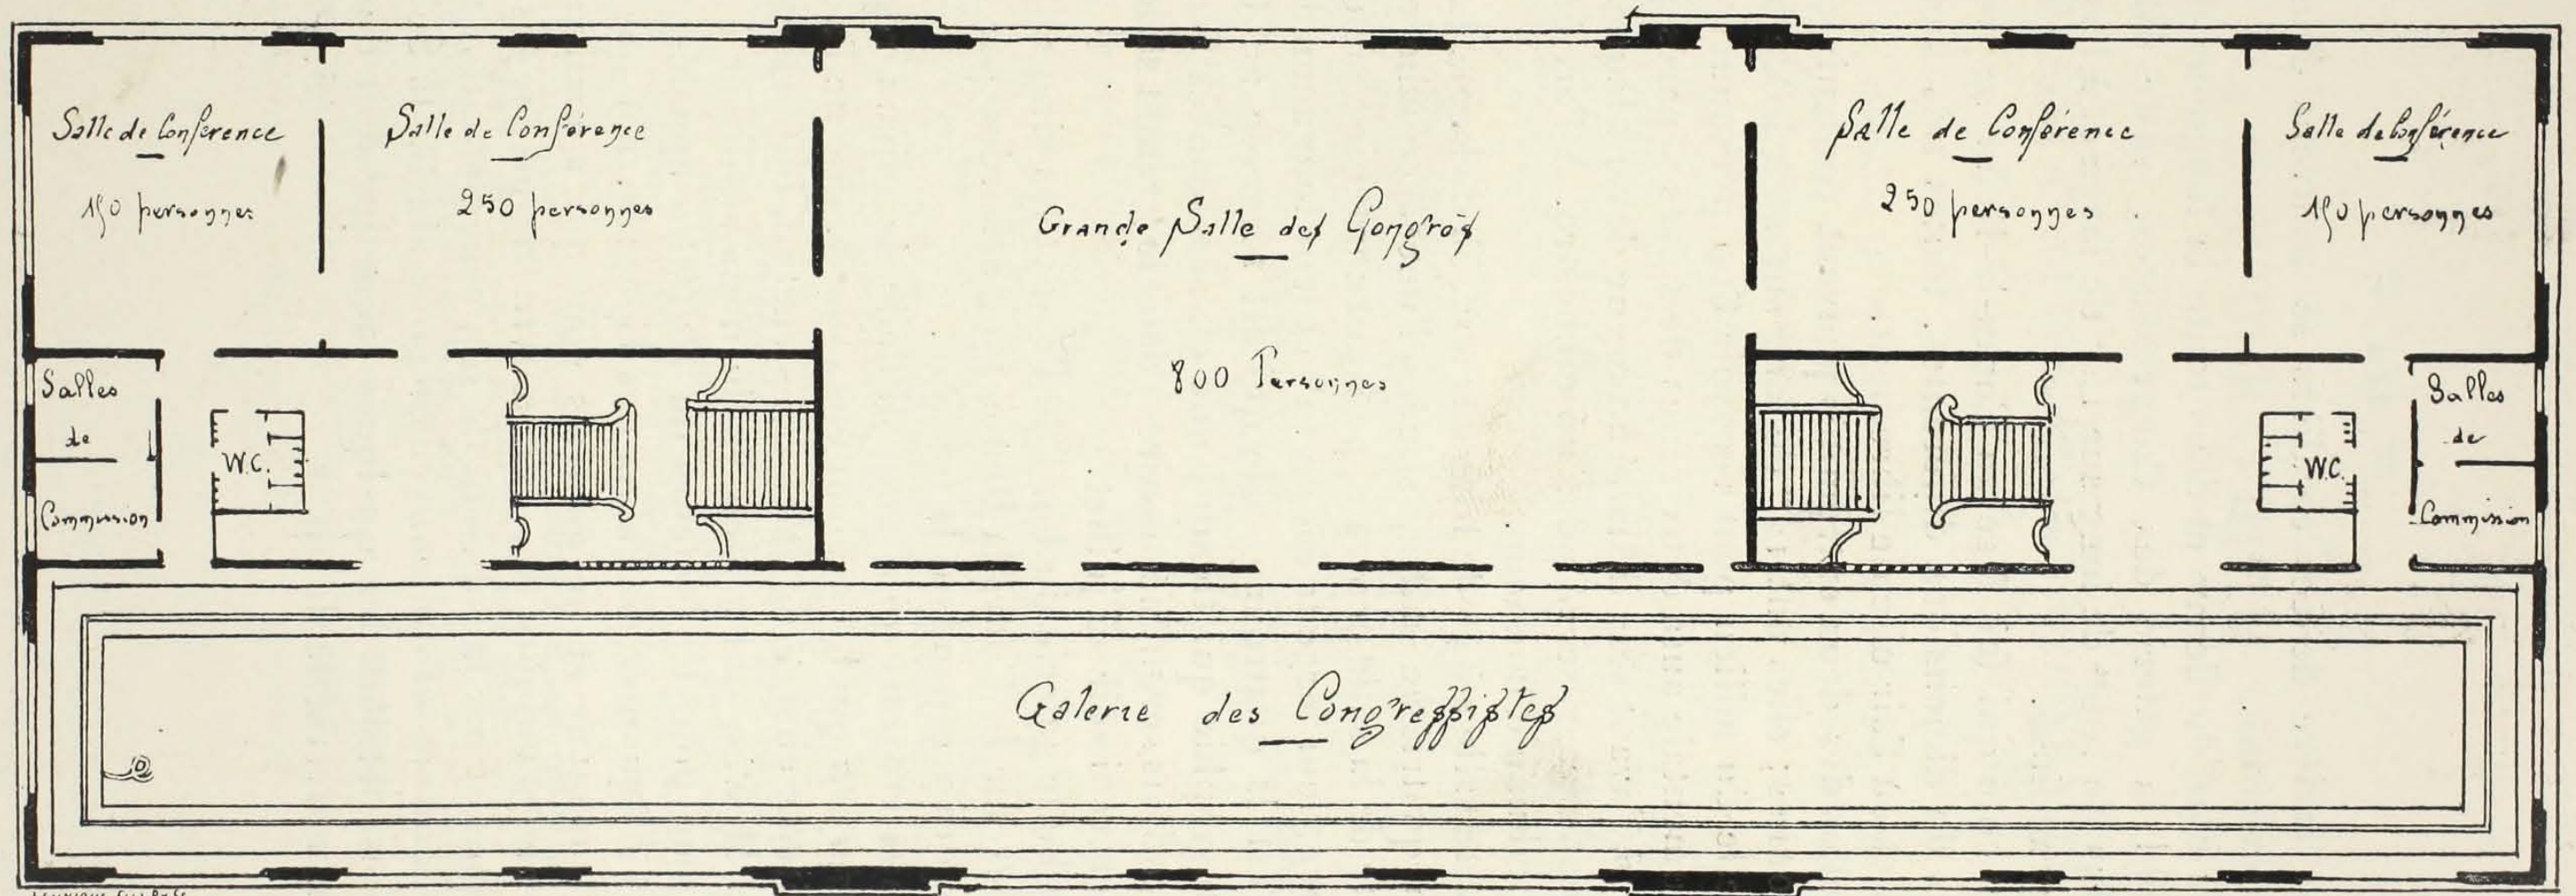 Salle de Conférence
150 personnes
Salle de Conférence
250 personnes
Grande Salle des Congrès
800 Personnes
Salle de Conférence
250 personnes
Salle de Conférence
150 personnes
Salles
de
Commission
W.C.
W.C.
Salles
de
Commission
Galerie des Congressistes